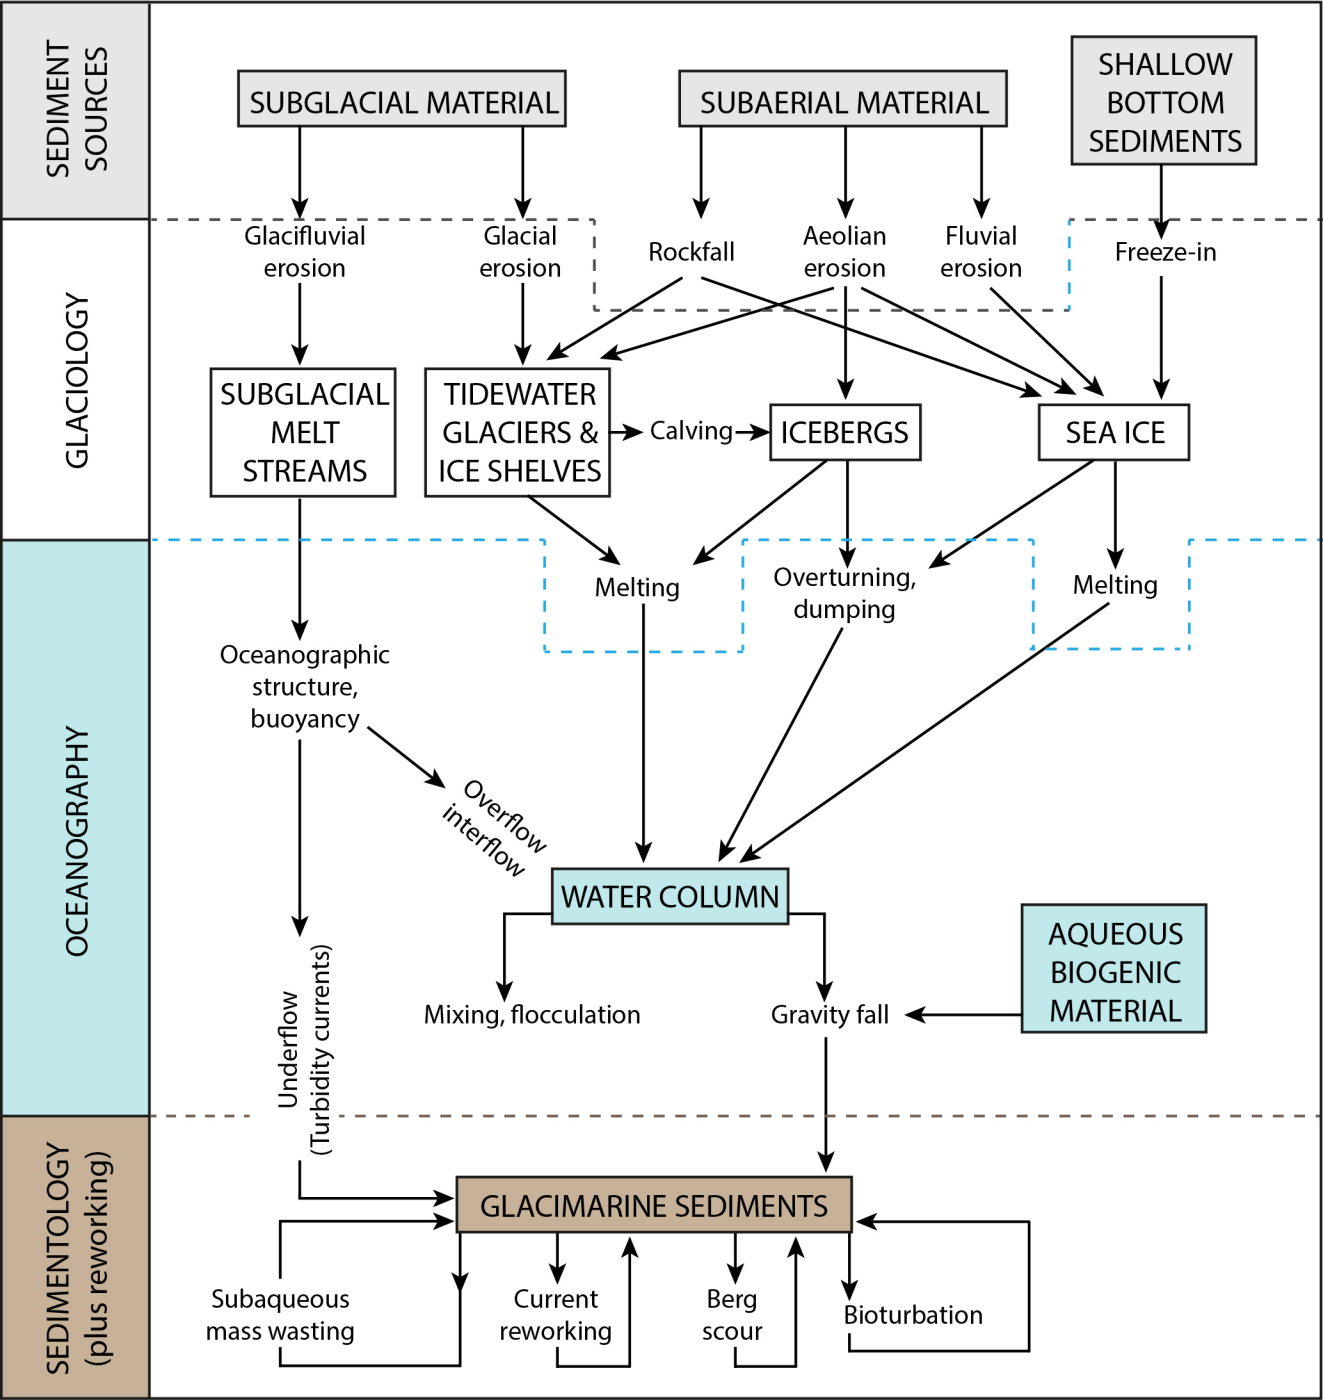 SEDIMENT
SOURCES
SUBGLACIAL MATERIAL
SUBAERIAL MATERIAL
SHALLOW
BOTTOM
SEDIMENTS
GLACIOLOGY
Glacifluvial
erosion
Glacial
erosion
Rockfall
Aeolian
erosion
Fluvial
erosion
Freeze-in
SUBGLACIAL
MELT
STREAMS
TIDEWATER
GLACIERS &
ICE SHELVES
Calving
ICEBERGS
SEA ICE
OCEANOGRAPHY
Melting
Overturning,
dumping
Melting
Oceanographic
structure,
buoyancy
Overflow
interflow
WATER COLUMN
AQUEOUS
BIOGENIC
MATERIAL
Mixing, flocculation
Gravity fall
Underflow
(Turbidity currents)
SEDIMENTOLOGY
(plus reworking)
GLACIMARINE SEDIMENTS
Subaqueous
mass wasting
Current
reworking
Berg
scour
Bioturbation